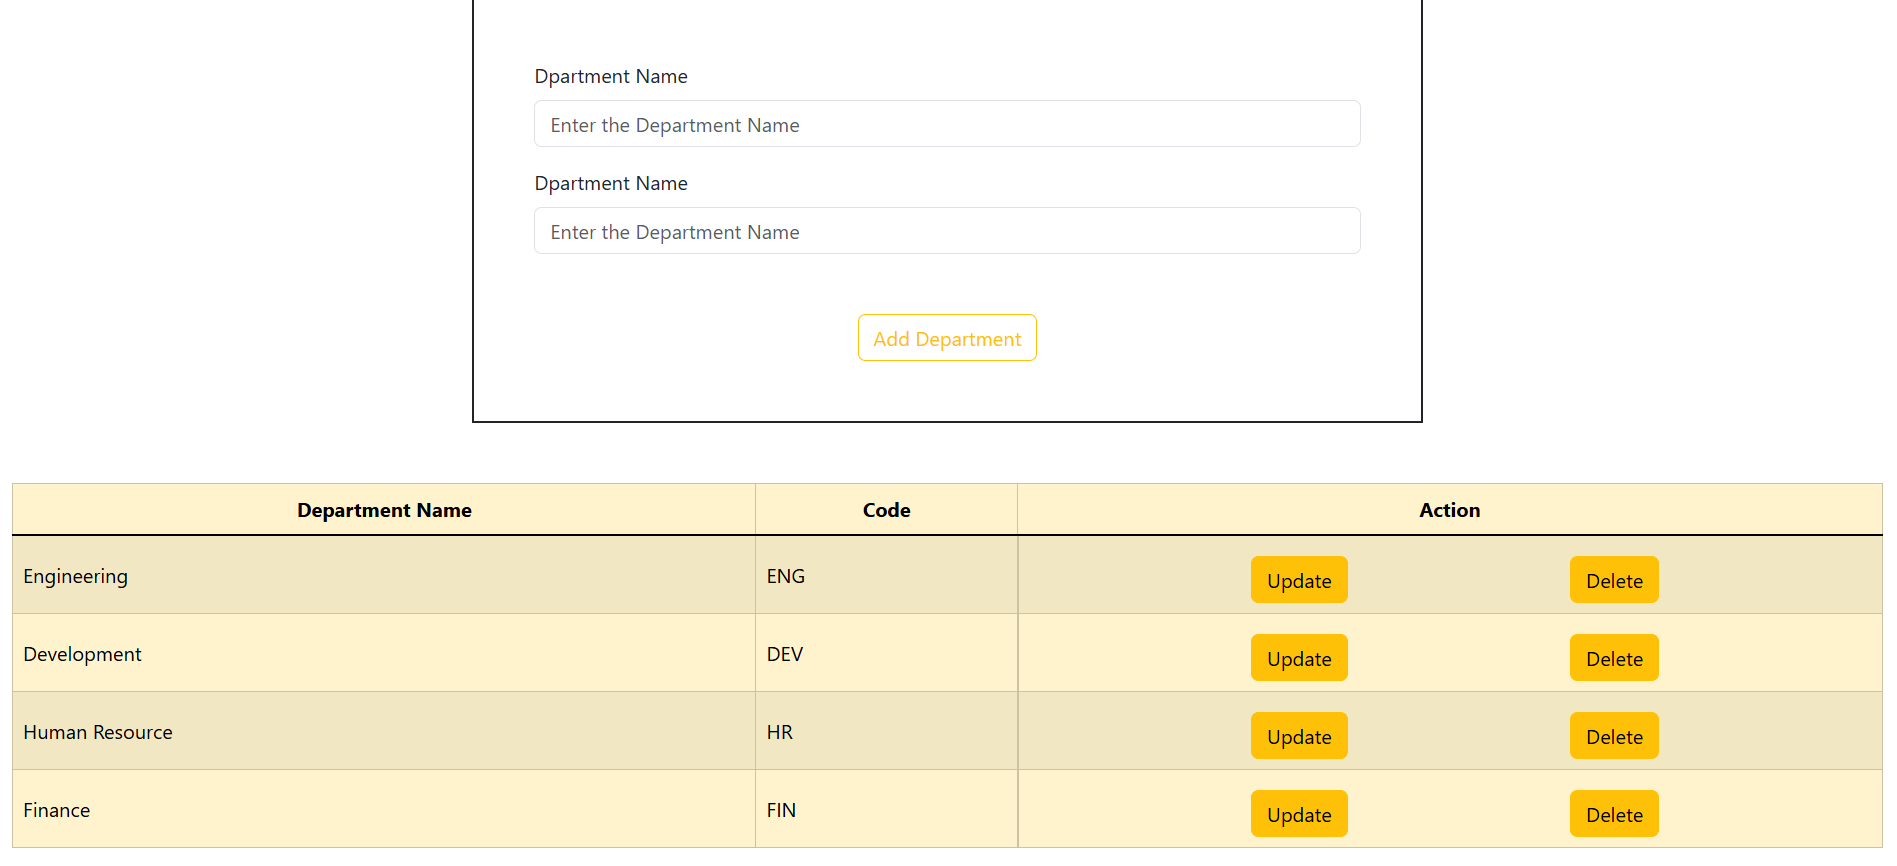 Dpartment Name
Enter the Department Name
Dpartment Name
Enter the Department Name
Add Department
Department Name Code Action
Engineering ENG Update Delete
Development DEV Update Delete
Human Resource HR Update Delete
Finance FIN Update Delete